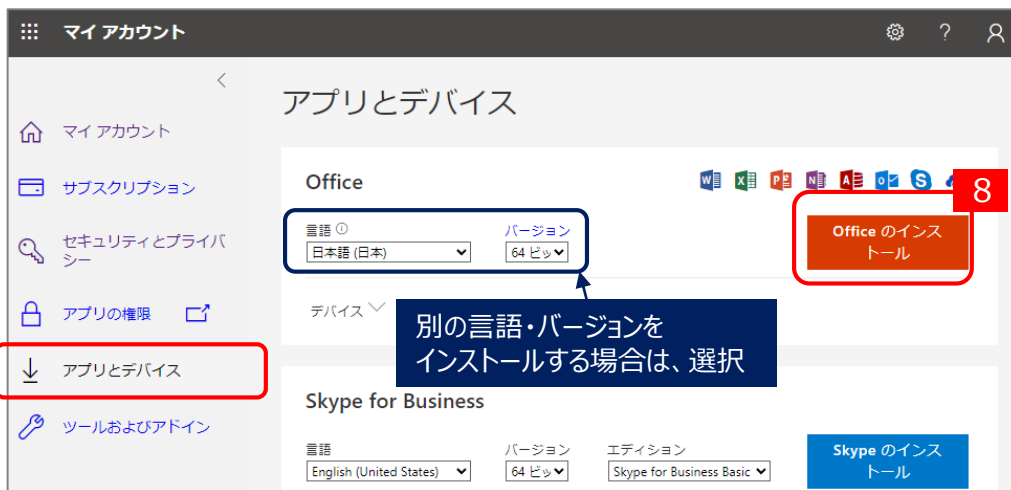 マイ アカウント
?
アプリとデバイス
マイ アカウント
サブスクリプション
セキュリティとプライバ
シー
アプリの権限
アプリとデバイス
ツールおよびアドイン
Office
8
言語
バージョン
日本語 (日本)
64 ビッ
Office のインス
トール
デバイス
別の言語・バージョンを
インストールする場合は、選択
Skype for Business
言語
バージョン
エディション
English (United States)
64 ビッ
Skype for Business Basic
Skype のインス
トール